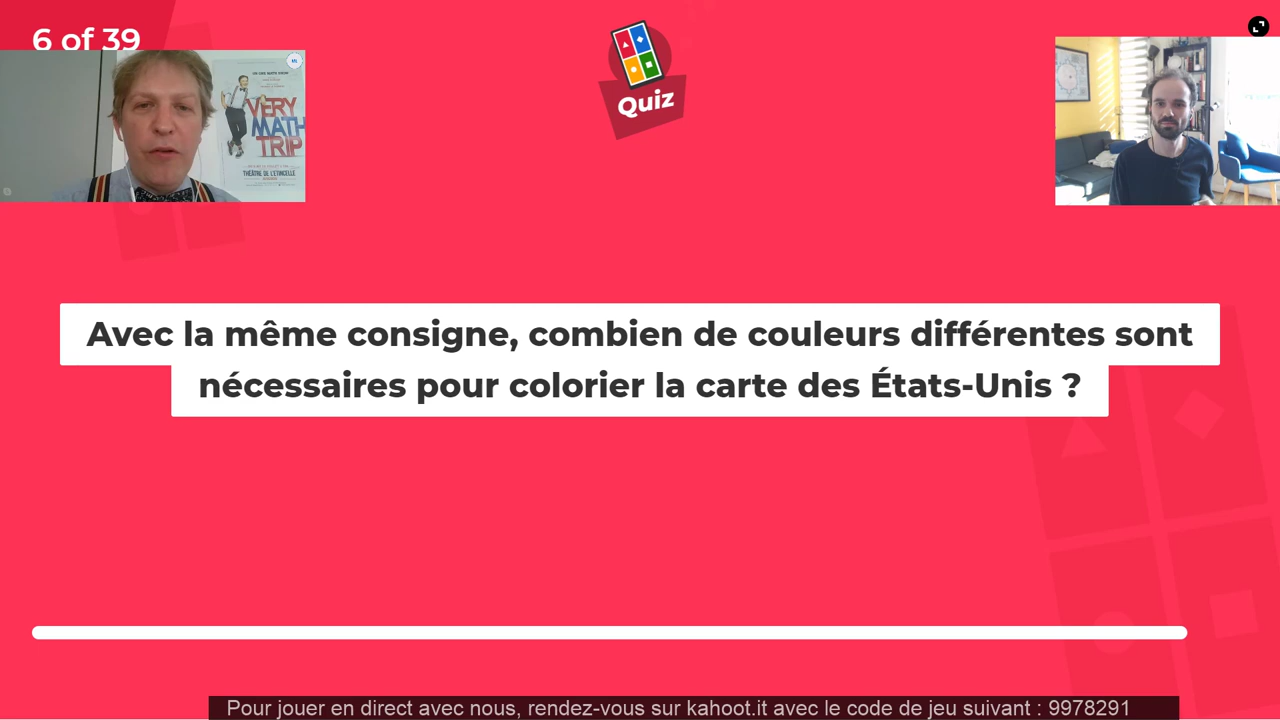 6 of 39
VERY
MATH
TRIP
THÉÂTRE DE L'ÉTINCELLE
Quiz
Avec la même consigne, combien de couleurs différentes sont
nécessaires pour colorier la carte des États-Unis ?
Pour jouer en direct avec nous, rendez-vous sur kahoot.it avec le code de jeu suivant : 9978291